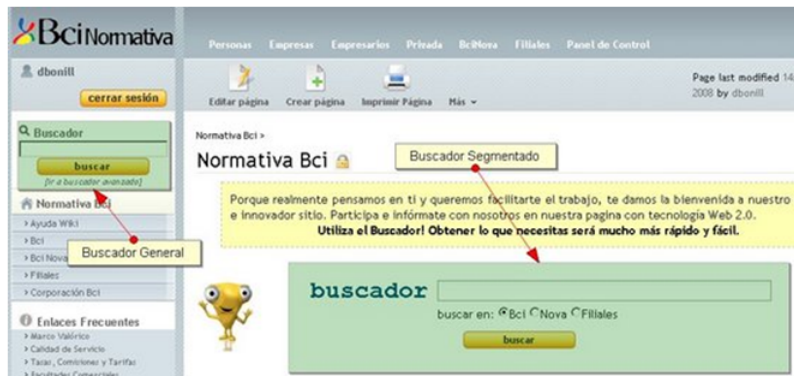 Bci Normativa
Personas Empresas Empresarios Privada BciNova Filiales Panel de Control
dbonill
cerrar sesión
Editar página Crear página Imprimir Página Más
Page last modified 14
2008 by dbonill
Buscador
buscar
[ir a buscador avanzado]
Normativa Bci
Ayuda Wiki
Bci
Bci Nova
Filiales
Corporación Bci
Buscador General
Enlaces Frecuentes
Marco Valórico
Calidad de Servicio
Tasas, Comisiones y Tarifas
Facultades Comerciales
Normativa Bci >
Normativa Bci
Buscador Segmentado
Porque realmente pensamos en ti y queremos facilitarte el trabajo, te damos la bienvenida a nuestro
e innovador sitio. Participa e infórmate con nosotros en nuestra pagina con tecnología Web 2.0.
Utiliza el Buscador! Obtener lo que necesitas será mucho más rápido y fácil.
buscador
buscar en: Bci Nova Filiales
buscar